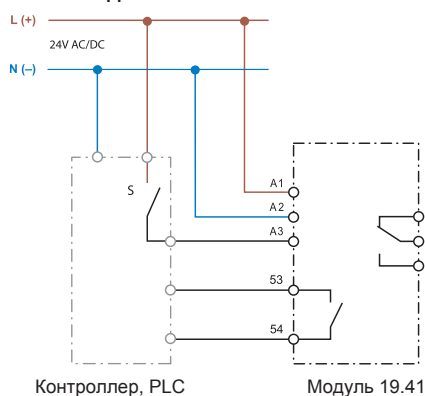 L (+)
24V AC/DC
N (–)
S
A1
A2
A3
53
54
Контроллер, PLC
Модуль 19.41